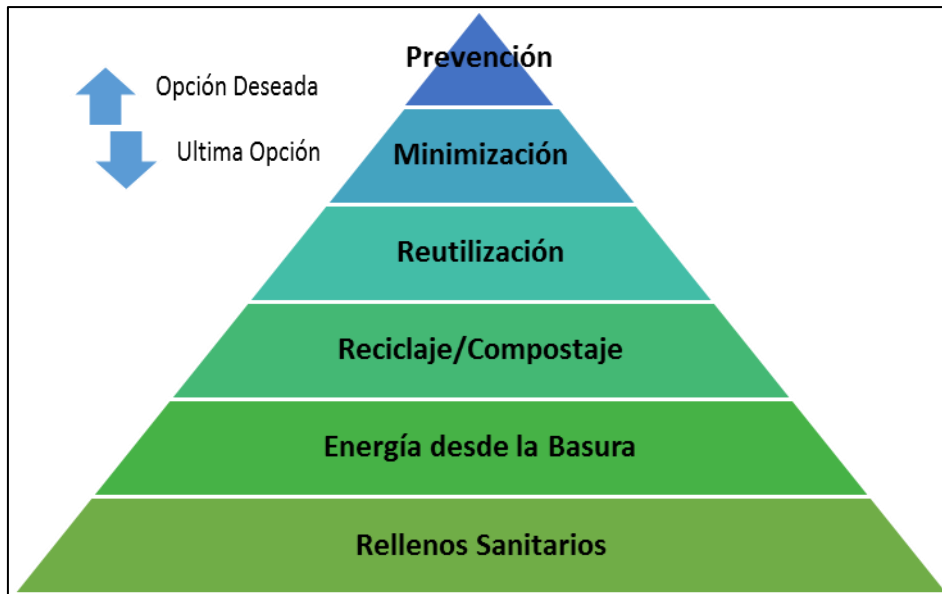 Prevención
Opción Deseada
Ultima Opción
Minimización
Reutilización
Reciclaje/Compostaje
Energía desde la Basura
Rellenos Sanitarios